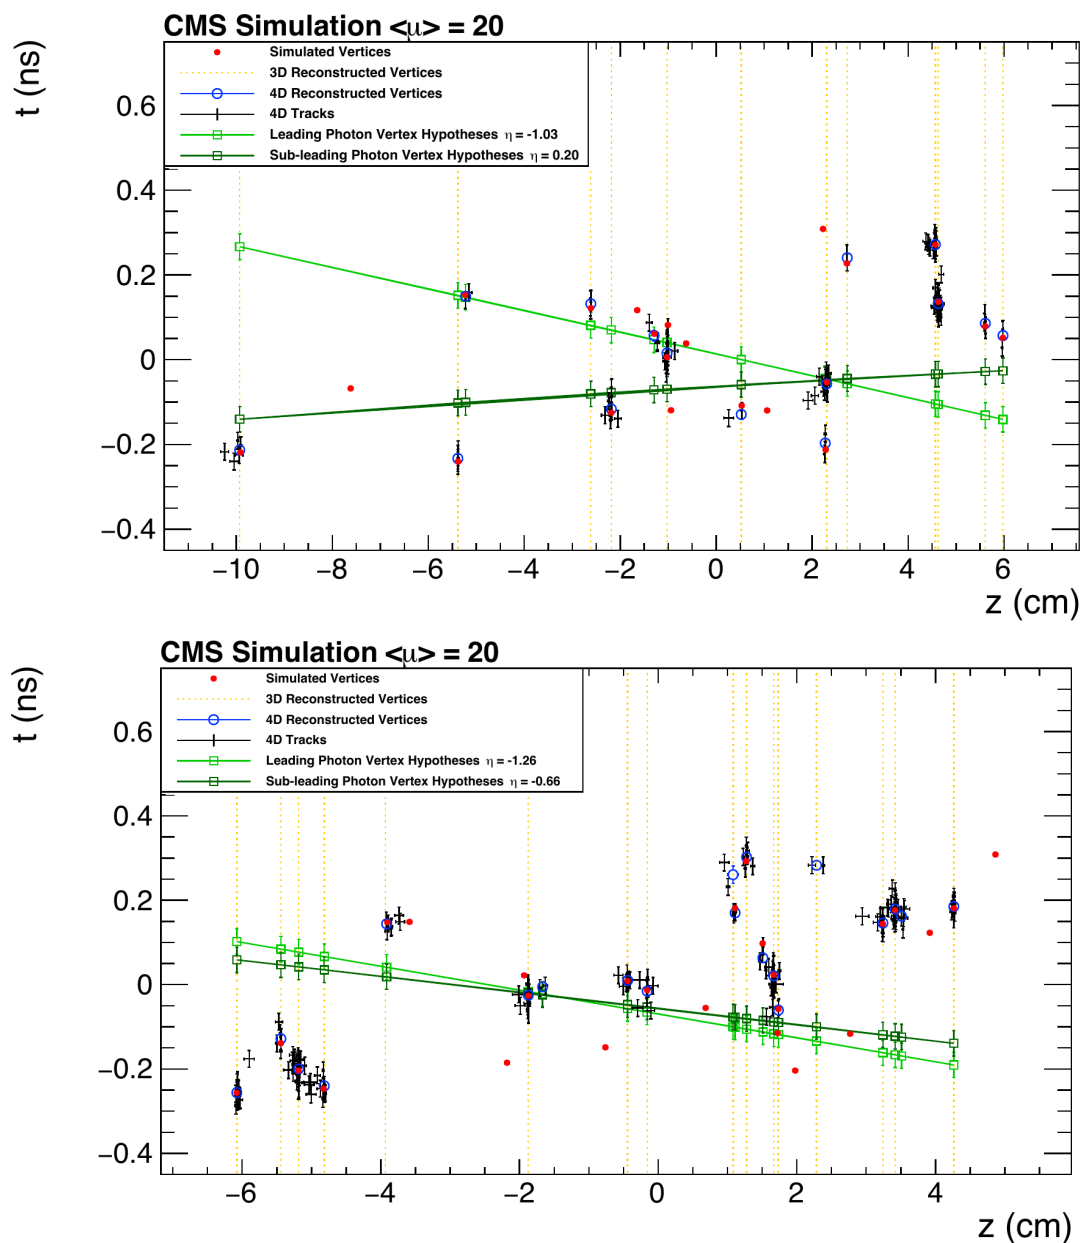 CMS Simulation <μ> = 20
t (ns)
Simulated Vertices
3D Reconstructed Vertices
4D Reconstructed Vertices
4D Tracks
Leading Photon Vertex Hypotheses η = -1.03
Sub-leading Photon Vertex Hypotheses η = 0.20
0.6
0.4
0.2
0
−0.2
−0.4
−10 −8 −6 −4 −2 0 2 4 6
z (cm)
CMS Simulation <μ> = 20
t (ns)
Simulated Vertices
3D Reconstructed Vertices
4D Reconstructed Vertices
4D Tracks
Leading Photon Vertex Hypotheses η = -1.26
Sub-leading Photon Vertex Hypotheses η = -0.66
0.6
0.4
0.2
0
−0.2
−0.4
−6 −4 −2 0 2 4
z (cm)